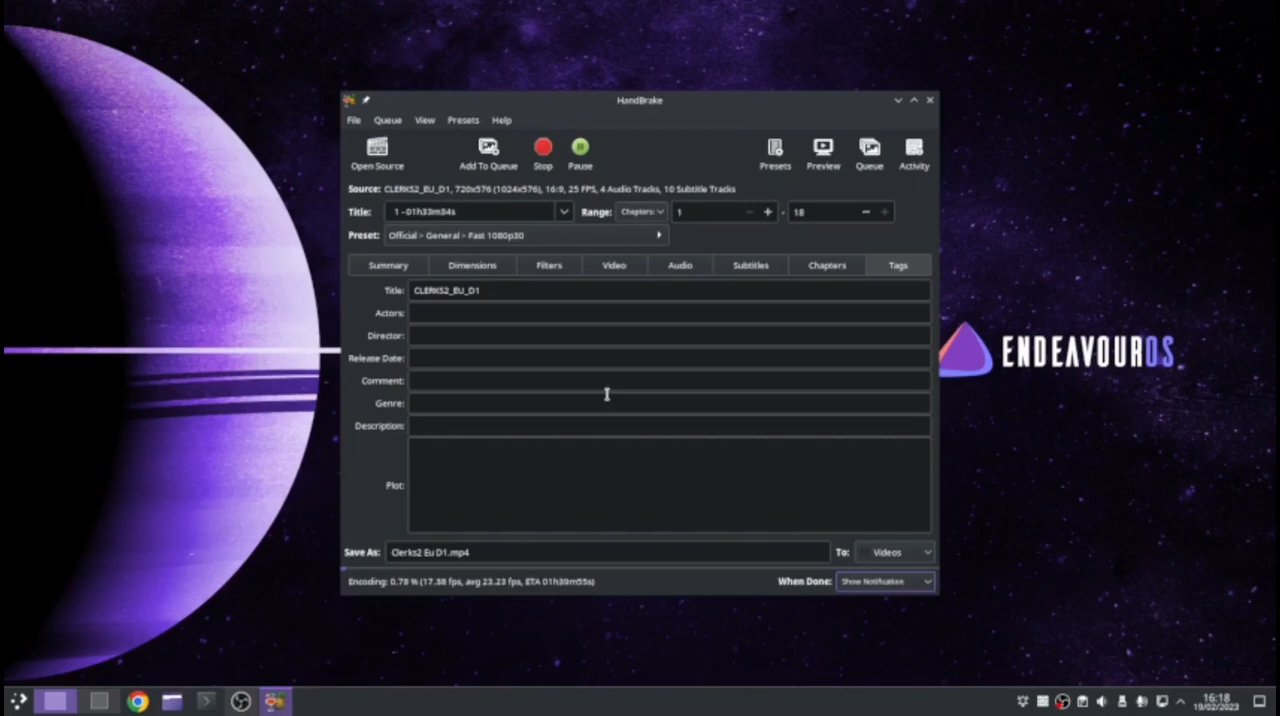 HandBrake
File Queue View Presets Help
Open Source Add To Queue Stop Pause Presets Preview Queue Activity
Source: CLERKS2_EU_D1, 720x576 (1024x576), 16:9, 25 FPS, 4 Audio Tracks, 10 Subtitle Tracks
Title: 1 - 01h33m34s Range: Chapters: 1 - 18
Preset: Official > General > Fast 1080p30
Summary Dimensions Filters Video Audio Subtitles Chapters Tags
Title: CLERKS2_EU_D1
Actors:
Director:
Release Date:
ENDEAVOUROS
Comment:
Genre:
Description:
Plot:
Save As: Clerks2 Eu D1.mp4 To: Videos
Encoding: 0.78 % (17.38 fps, avg 23.23 fps, ETA 01h39m55s) When Done: Show Notification
16:18
19/02/2023